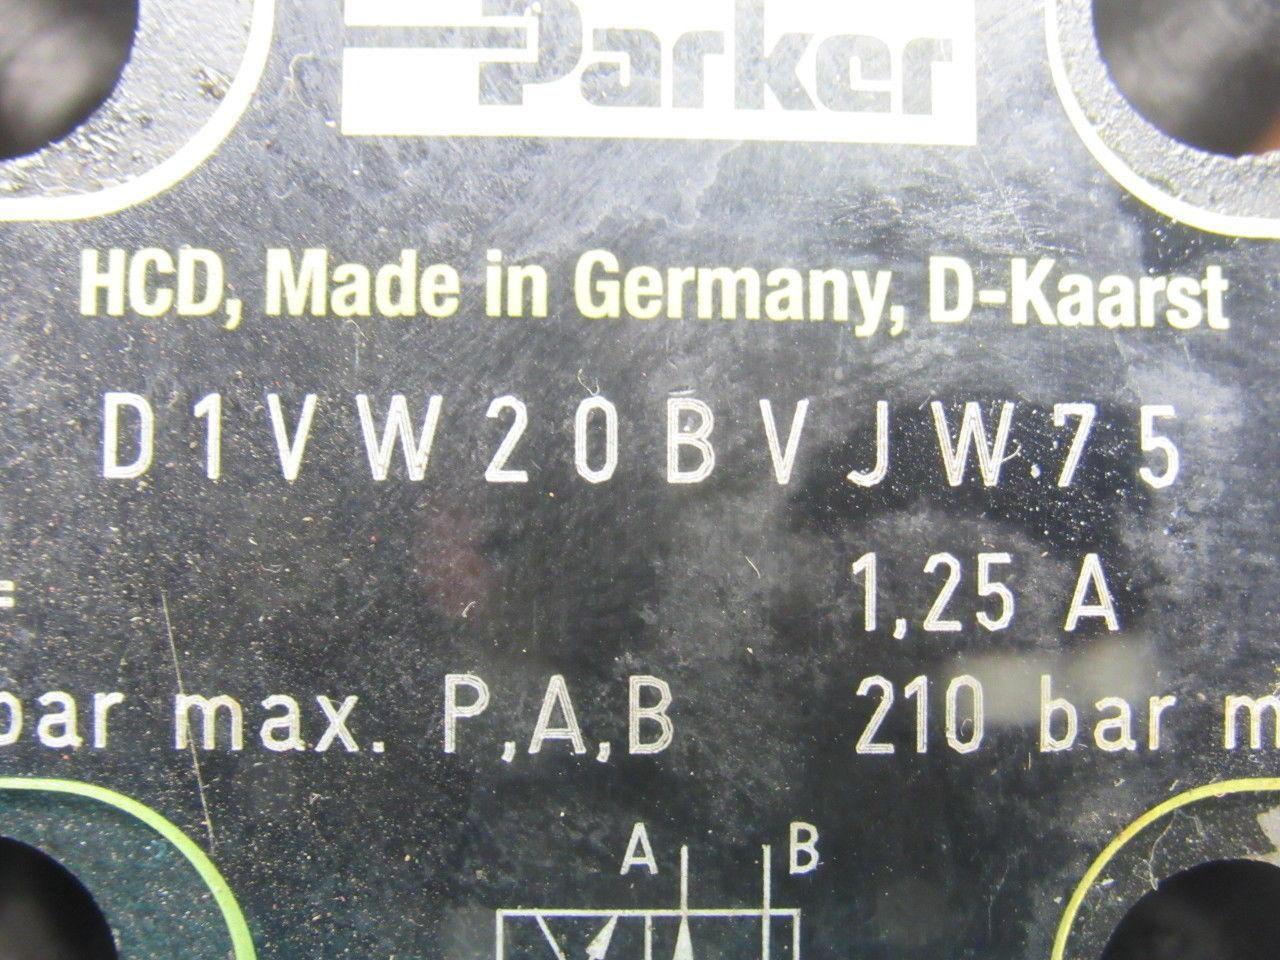 Parker
HCD, Made in Germany, D-Kaarst
D1VW20BVJW75
1,25 A
bar max. P,A,B 210 bar m
A B